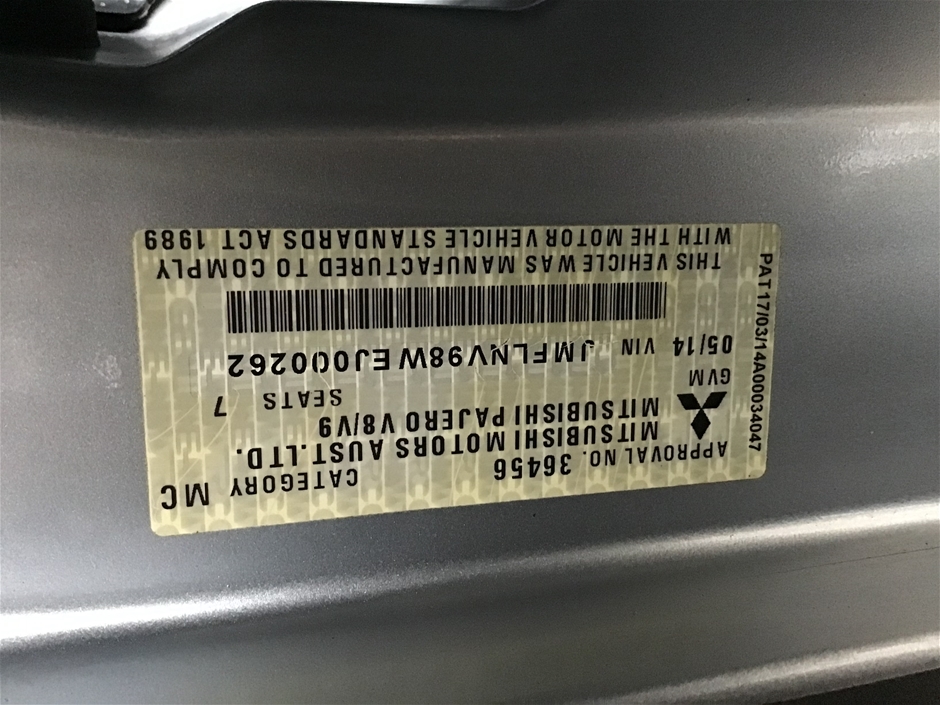 APPROVAL NO. 36456 CATEGORY MC
MITSUBISHI MOTORS AUST.LTD.
MITSUBISHI PAJERO V8/V9
GVM SEATS 7
05/14 VIN JMFLNV98WEJ000262
THIS VEHICLE WAS MANUFACTURED TO COMPLY
WITH THE MOTOR VEHICLE STANDARDS ACT 1989
PAT17/03/14A00034047